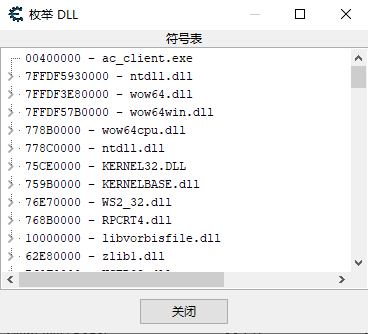 枚举 DLL
符号表
00400000 - ac_client.exe
7FFDF5930000 - ntdll.dll
7FFDF3E80000 - wow64.dll
7FFDF57B0000 - wow64win.dll
778B0000 - wow64cpu.dll
778C0000 - ntdll.dll
75CE0000 - KERNEL32.DLL
759B0000 - KERNELBASE.dll
76E70000 - WS2_32.dll
768B0000 - RPCRT4.dll
10000000 - libvorbisfile.dll
62E80000 - zlib1.dll
关闭